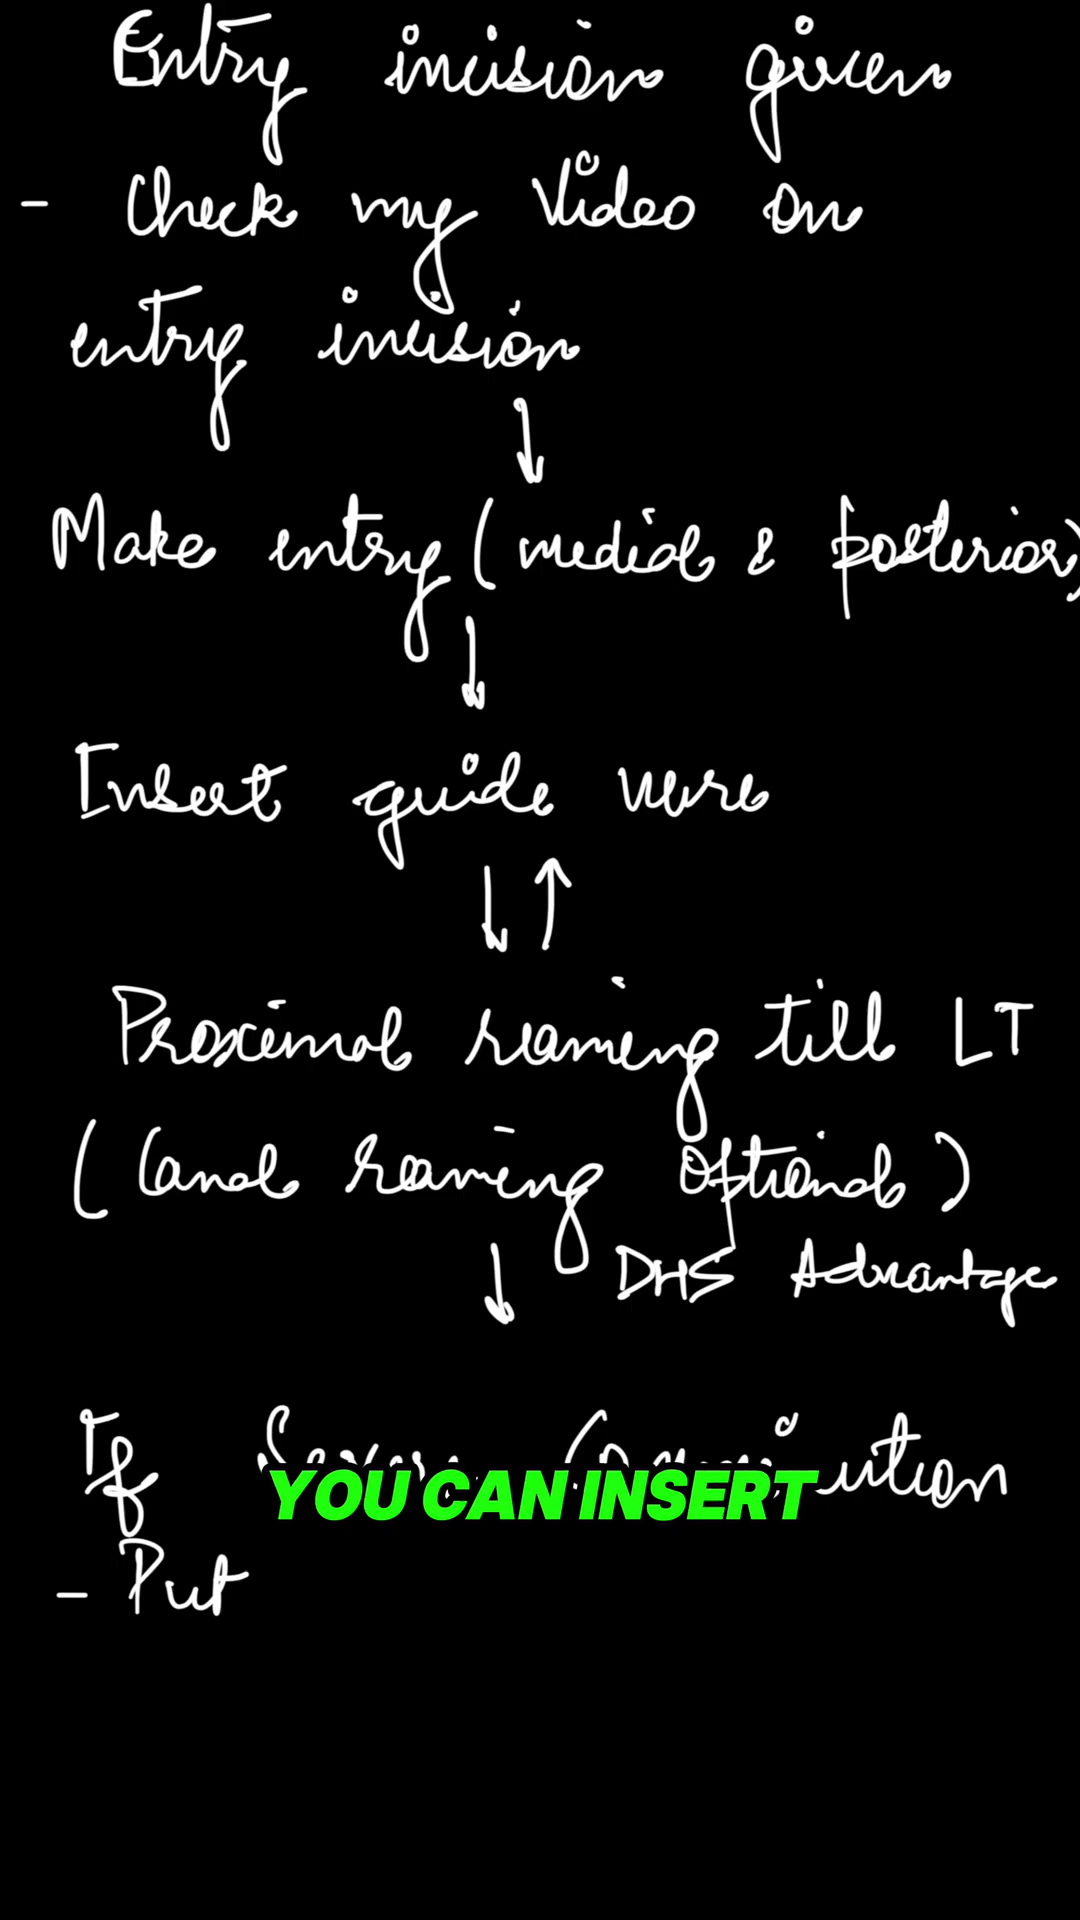 Entry incision given
- Check my Video on
entry incision
↓
Make entry (medial & posterior)
↓
Insert guide wire
↓ ↑
Proximal reaming till LT
(Canal reaming optional)
↓ DHS Advantage
If
YOU CAN INSERT
- Put